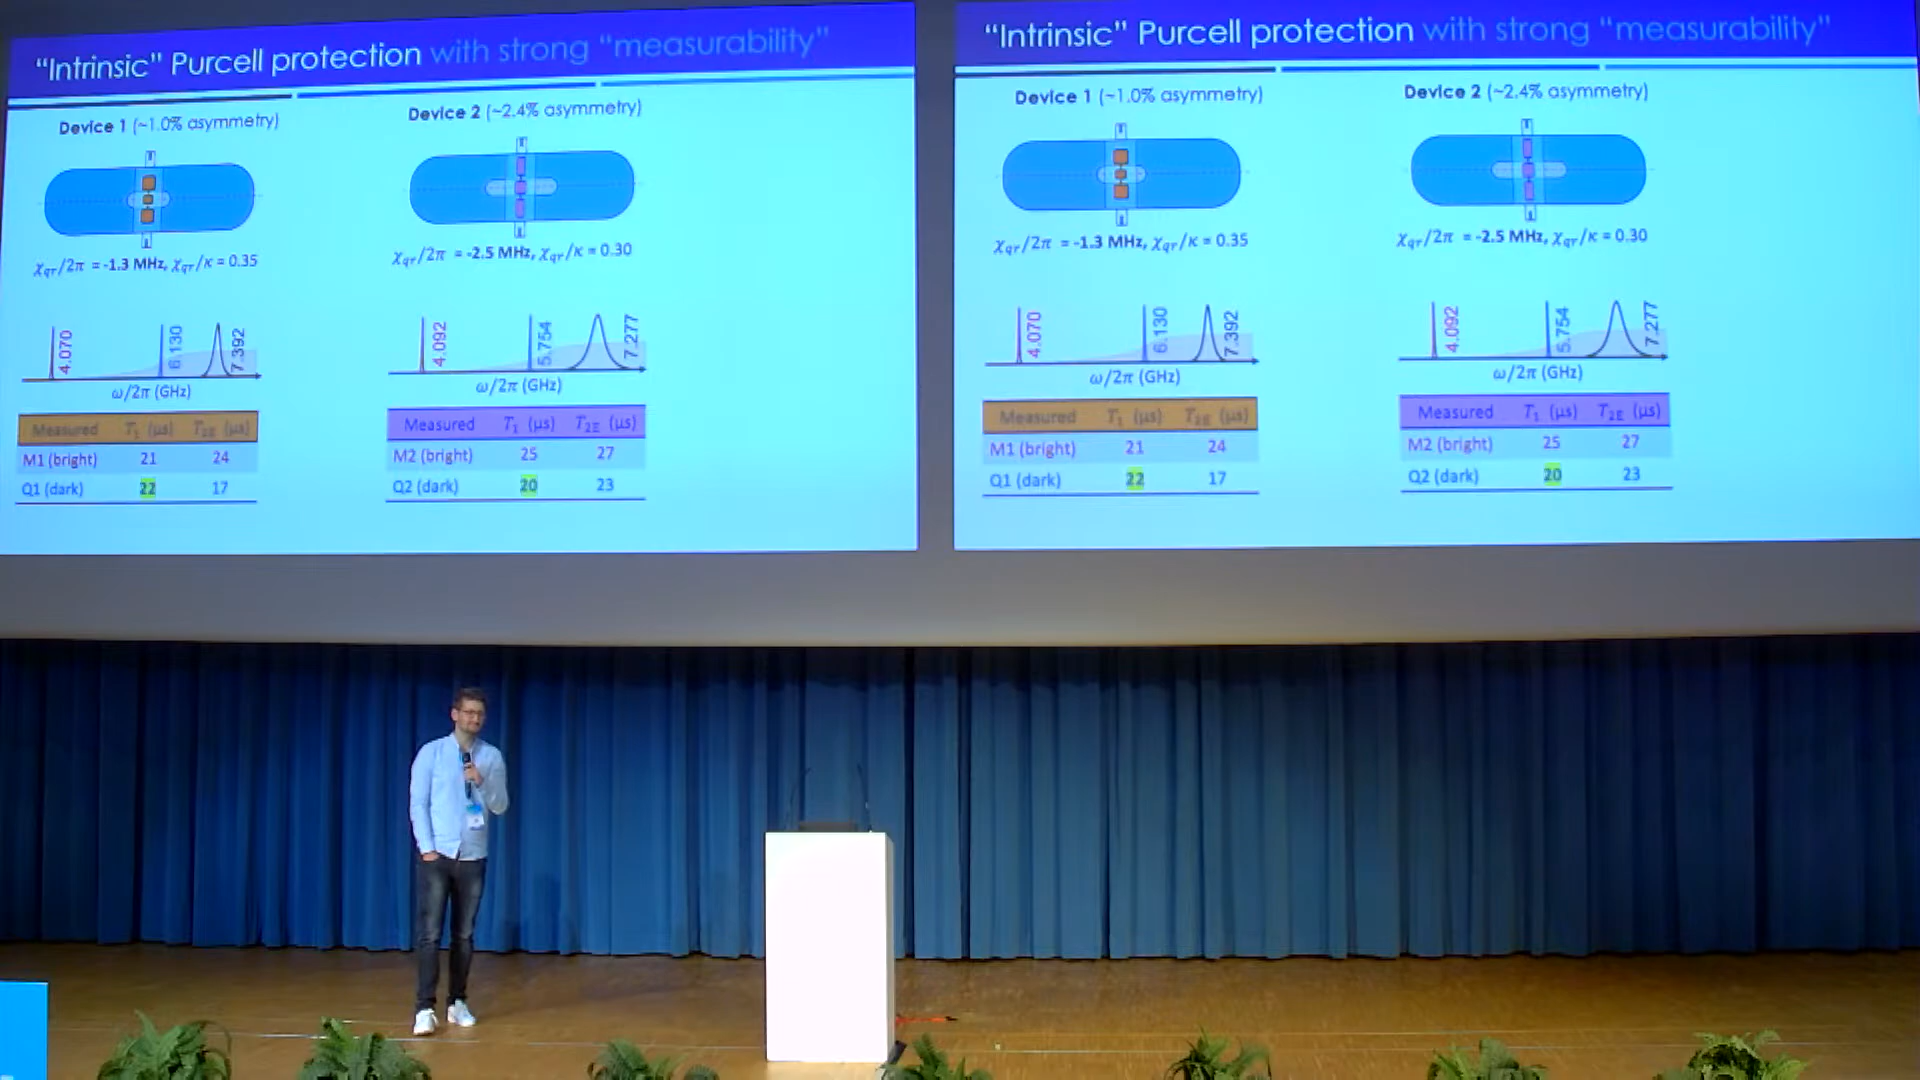 “Intrinsic” Purcell protection with strong “measurability”
Device 1 (~1.0% asymmetry)
χqr/2π = -1.3 MHz, χqr/κ = 0.35
4.070
6.130
7.392
ω/2π (GHz)
Measured T1 (μs) T2E (μs)
M1 (bright) 21 24
Q1 (dark) 22 17
Device 2 (~2.4% asymmetry)
χqr/2π = -2.5 MHz, χqr/κ = 0.30
4.092
5.754
7.277
ω/2π (GHz)
Measured T1 (μs) T2E (μs)
M2 (bright) 25 27
Q2 (dark) 20 23
“Intrinsic” Purcell protection with strong “measurability”
Device 1 (~1.0% asymmetry)
χqr/2π = -1.3 MHz, χqr/κ = 0.35
4.070
6.130
7.392
ω/2π (GHz)
Measured T1 (μs) T2E (μs)
M1 (bright) 21 24
Q1 (dark) 22 17
Device 2 (~2.4% asymmetry)
χqr/2π = -2.5 MHz, χqr/κ = 0.30
4.092
5.754
7.277
ω/2π (GHz)
Measured T1 (μs) T2E (μs)
M2 (bright) 25 27
Q2 (dark) 20 23